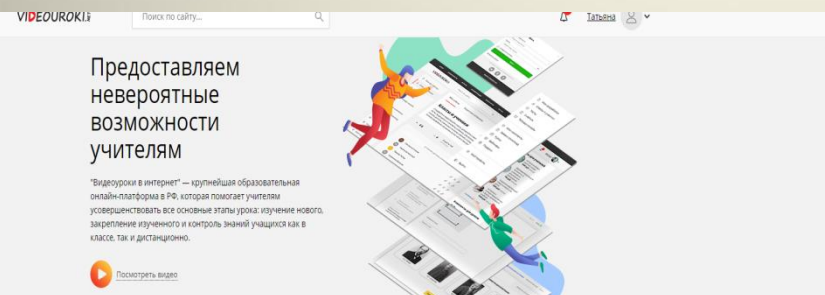 VIDEOUROKI
Поиск по сайту...
Татьяна
Предоставляем
невероятные
возможности
учителям
"Видеоуроки в интернет" — крупнейшая образовательная
онлайн-платформа в РФ, которая помогает учителям
усовершенствовать все основные этапы урока: изучение нового,
закрепление изученного и контроль знаний учащихся как в
классе, так и дистанционно.
Посмотреть видео